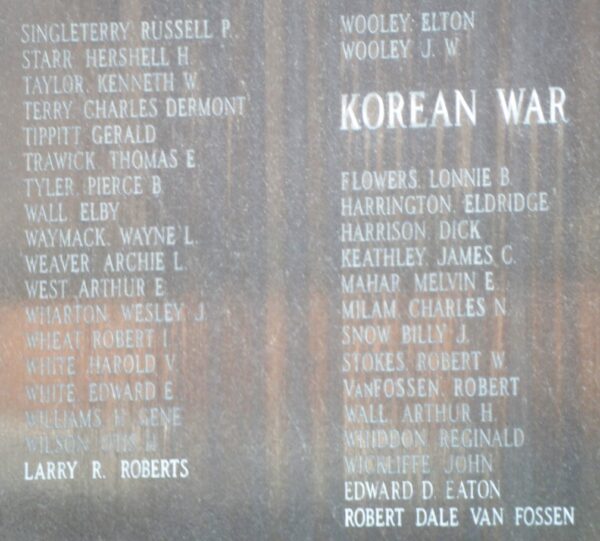 SINGLETERRY, RUSSELL P.
STARR, HERSHELL H.
TAYLOR, KENNETH W.
TERRY, CHARLES DERMONT
TIPPITT, GERALD
TRAWICK, THOMAS E.
TYLER, PIERCE B.
WALL, ELBY
WAYMACK, WAYNE L.
WEAVER, ARCHIE L.
WEST, ARTHUR E.
WHARTON, WESLEY J.
WHEAT, ROBERT I.
WHITE, HAROLD V.
WHITE, EDWARD E.
WILLIAMS, H. GENE
WILSON, OTIS
LARRY R. ROBERTS
WOOLEY, ELTON
WOOLEY, J. W.
KOREAN WAR
FLOWERS, LONNIE B.
HARRINGTON, ELDRIDGE
HARRISON, DICK
KEATHLEY, JAMES C.
MAHAR, MELVIN E.
MILAM, CHARLES N.
SNOW, BILLY J.
STOKES, ROBERT W.
VANFOSSEN, ROBERT
WALL, ARTHUR H.
WHIDDON, REGINALD
WICKLIFFE, JOHN
EDWARD D. EATON
ROBERT DALE VAN FOSSEN